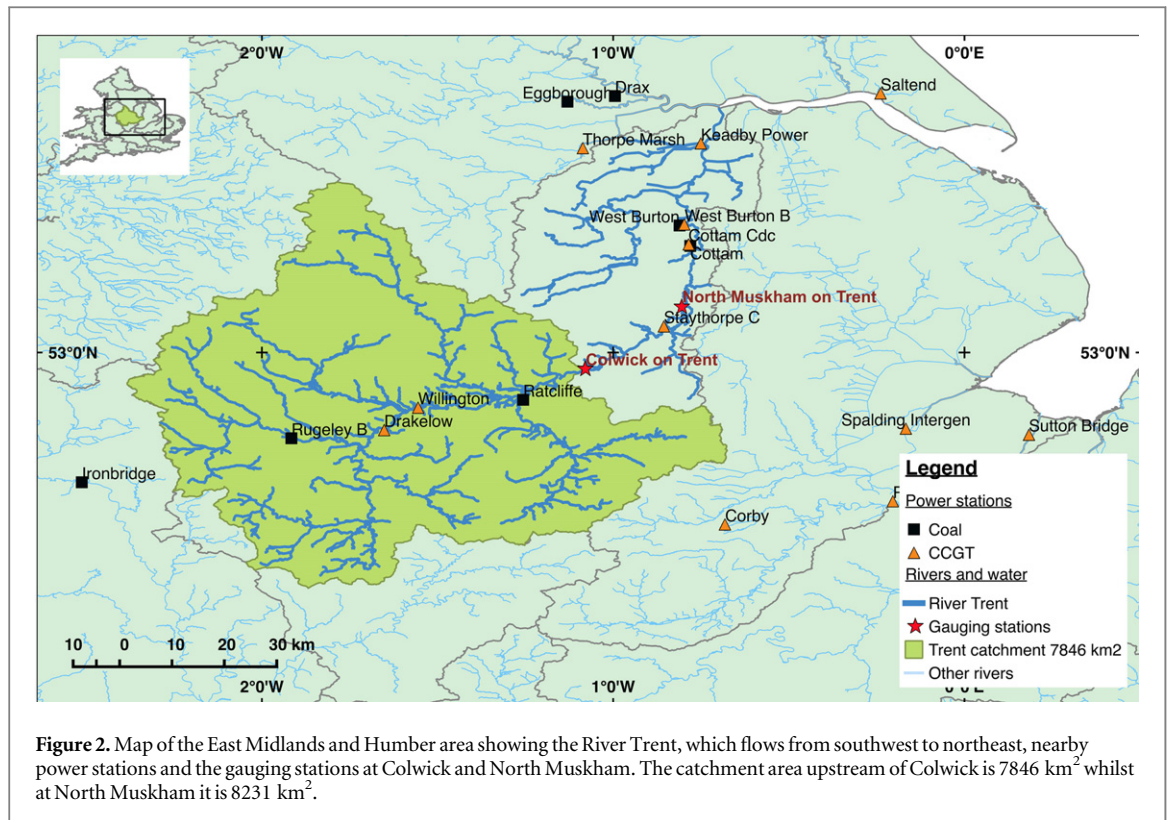 2°0'W 1°0'W 0°0'E
Saltend
Eggborough Drax
Thorpe Marsh Keadby Power
West Burton West Burton B
Cottam Cdc
Cottam
North Muskham on Trent
Staythorpe C
53°0'N 53°0'N
Colwick on Trent
Ratcliffe
Willington
Drakelow
Rugeley B
Spalding Intergen
Sutton Bridge
Ironbridge
Corby
Legend
Power stations
Coal
CCGT
Rivers and water
River Trent
Gauging stations
Trent catchment 7846 km2
Other rivers
10 0 10 20 30 km
2°0'W 1°0'W
Figure 2. Map of the East Midlands and Humber area showing the River Trent, which flows from southwest to northeast, nearby
power stations and the gauging stations at Colwick and North Muskham. The catchment area upstream of Colwick is 7846 km² whilst
at North Muskham it is 8231 km².